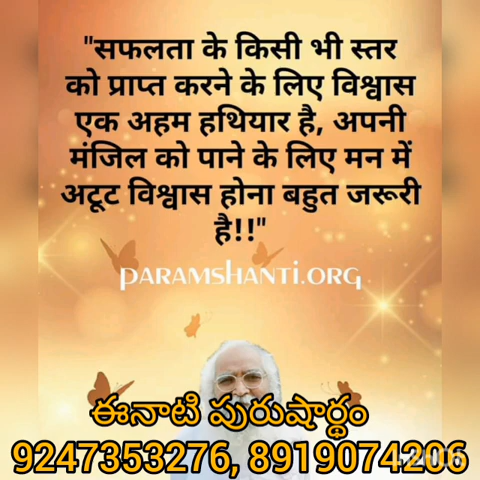 "सफलता के किसी भी स्तर
को प्राप्त करने के लिए विश्वास
एक अहम हथियार है, अपनी
मंजिल को पाने के लिए मन में
अटूट विश्वास होना बहुत जरूरी
है!!"
PARAMSHANTI.ORG
ఈనాటి పురుషార్థం
9247353276, 8919074206